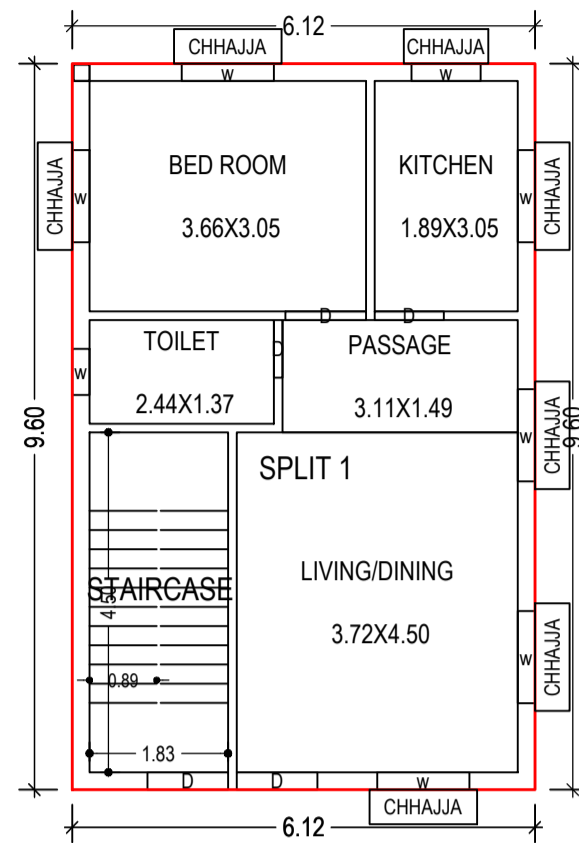 6.12
CHHAJJA
CHHAJJA
W
W
BED ROOM
KITCHEN
CHHAJJA
W
W
CHHAJJA
3.66X3.05
1.89X3.05
D
D
TOILET
D
PASSAGE
W
2.44X1.37
3.11X1.49
9.60
W
CHHAJJA
9.60
SPLIT 1
LIVING/DINING
STAIRCASE
4.50
3.72X4.50
W
CHHAJJA
0.89
1.83
D
D
W
CHHAJJA
6.12